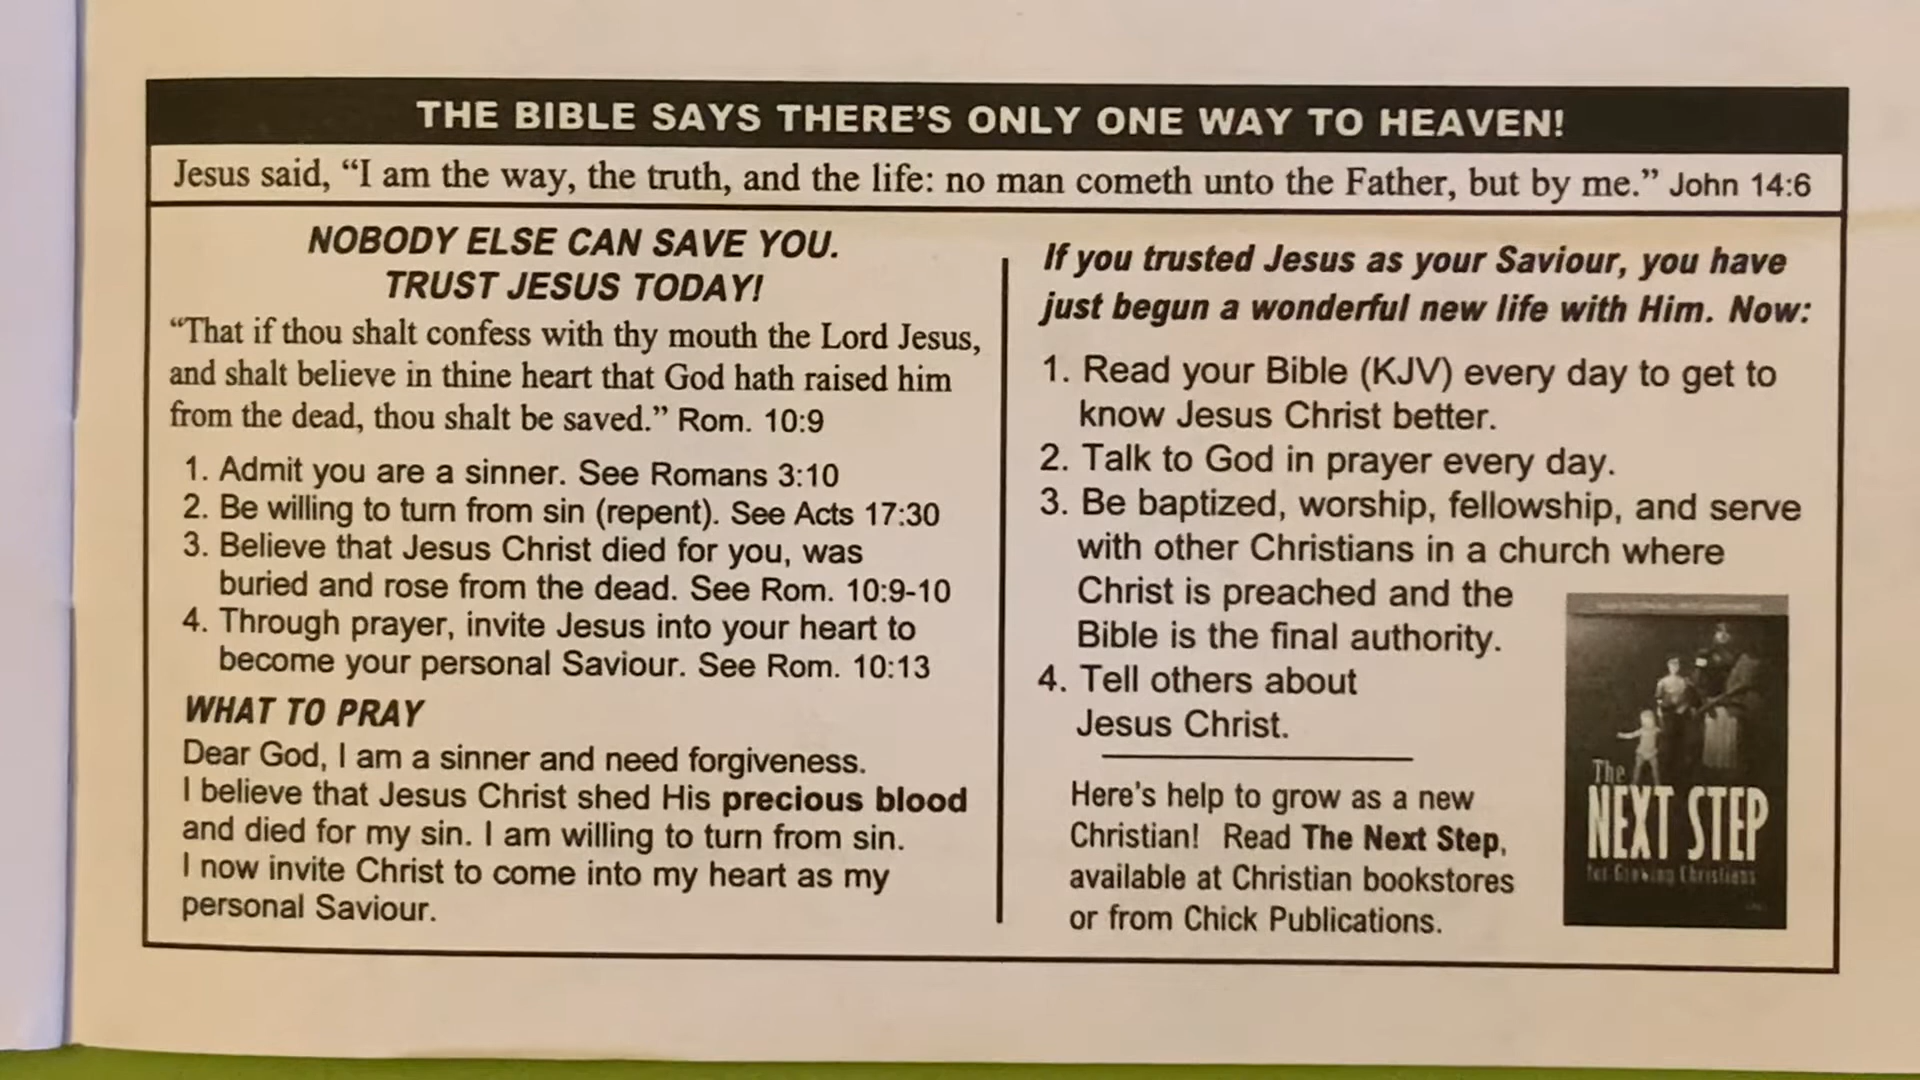 THE BIBLE SAYS THERE'S ONLY ONE WAY TO HEAVEN!
Jesus said, “I am the way, the truth, and the life: no man cometh unto the Father, but by me.” John 14:6
NOBODY ELSE CAN SAVE YOU.
TRUST JESUS TODAY!
“That if thou shalt confess with thy mouth the Lord Jesus,
and shalt believe in thine heart that God hath raised him
from the dead, thou shalt be saved.” Rom. 10:9
1. Admit you are a sinner. See Romans 3:10
2. Be willing to turn from sin (repent). See Acts 17:30
3. Believe that Jesus Christ died for you, was
buried and rose from the dead. See Rom. 10:9-10
4. Through prayer, invite Jesus into your heart to
become your personal Saviour. See Rom. 10:13
WHAT TO PRAY
Dear God, I am a sinner and need forgiveness.
I believe that Jesus Christ shed His precious blood
and died for my sin. I am willing to turn from sin.
I now invite Christ to come into my heart as my
personal Saviour.
If you trusted Jesus as your Saviour, you have
just begun a wonderful new life with Him. Now:
1. Read your Bible (KJV) every day to get to
know Jesus Christ better.
2. Talk to God in prayer every day.
3. Be baptized, worship, fellowship, and serve
with other Christians in a church where
Christ is preached and the
Bible is the final authority.
4. Tell others about
Jesus Christ.
Here's help to grow as a new
Christian! Read The Next Step,
available at Christian bookstores
or from Chick Publications.
The
NEXT STEP
for Growing Christians